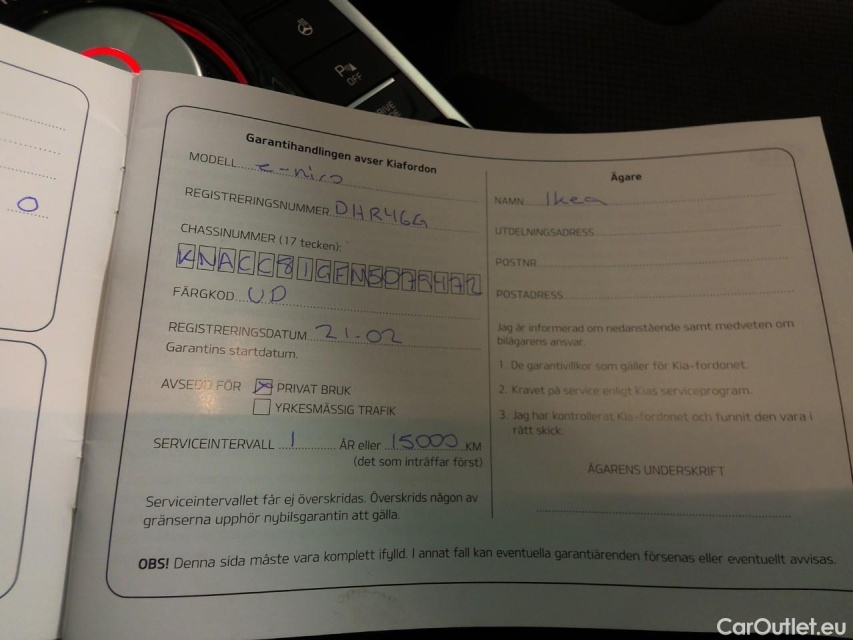 OFF
DRIVE
Garantihandlingen avser Kiafordon
MODELL e-niro
REGISTRERINGSNUMMER DHR46G
CHASSINUMMER (17 tecken):
KNACC81GFN5075472
FÄRGKOD UD
REGISTRERINGSDATUM 21-02
Garantins startdatum.
AVSEDD FÖR PRIVAT BRUK
YRKESMÄSSIG TRAFIK
SERVICEINTERVALL 1 ÅR eller 15000 KM
(det som inträffar först)
Serviceintervallet får ej överskridas. Överskrids någon av
gränserna upphör nybilsgarantin att gälla.
Ägare
NAMN Ikea
UTDELNINGSADRESS
POSTNR
POSTADRESS
Jag är informerad om nedanstående samt medveten om
bilägarens ansvar.
1. De garantivillkor som gäller för Kia-fordonet.
2. Kravet på service enligt Kias serviceprogram.
3. Jag har kontrollerat Kia-fordonet och funnit den vara i
rätt skick.
ÄGARENS UNDERSKRIFT
OBS! Denna sida måste vara komplett ifylld. I annat fall kan eventuella garantiärenden försenas eller eventuellt avvisas.
CarOutlet.eu